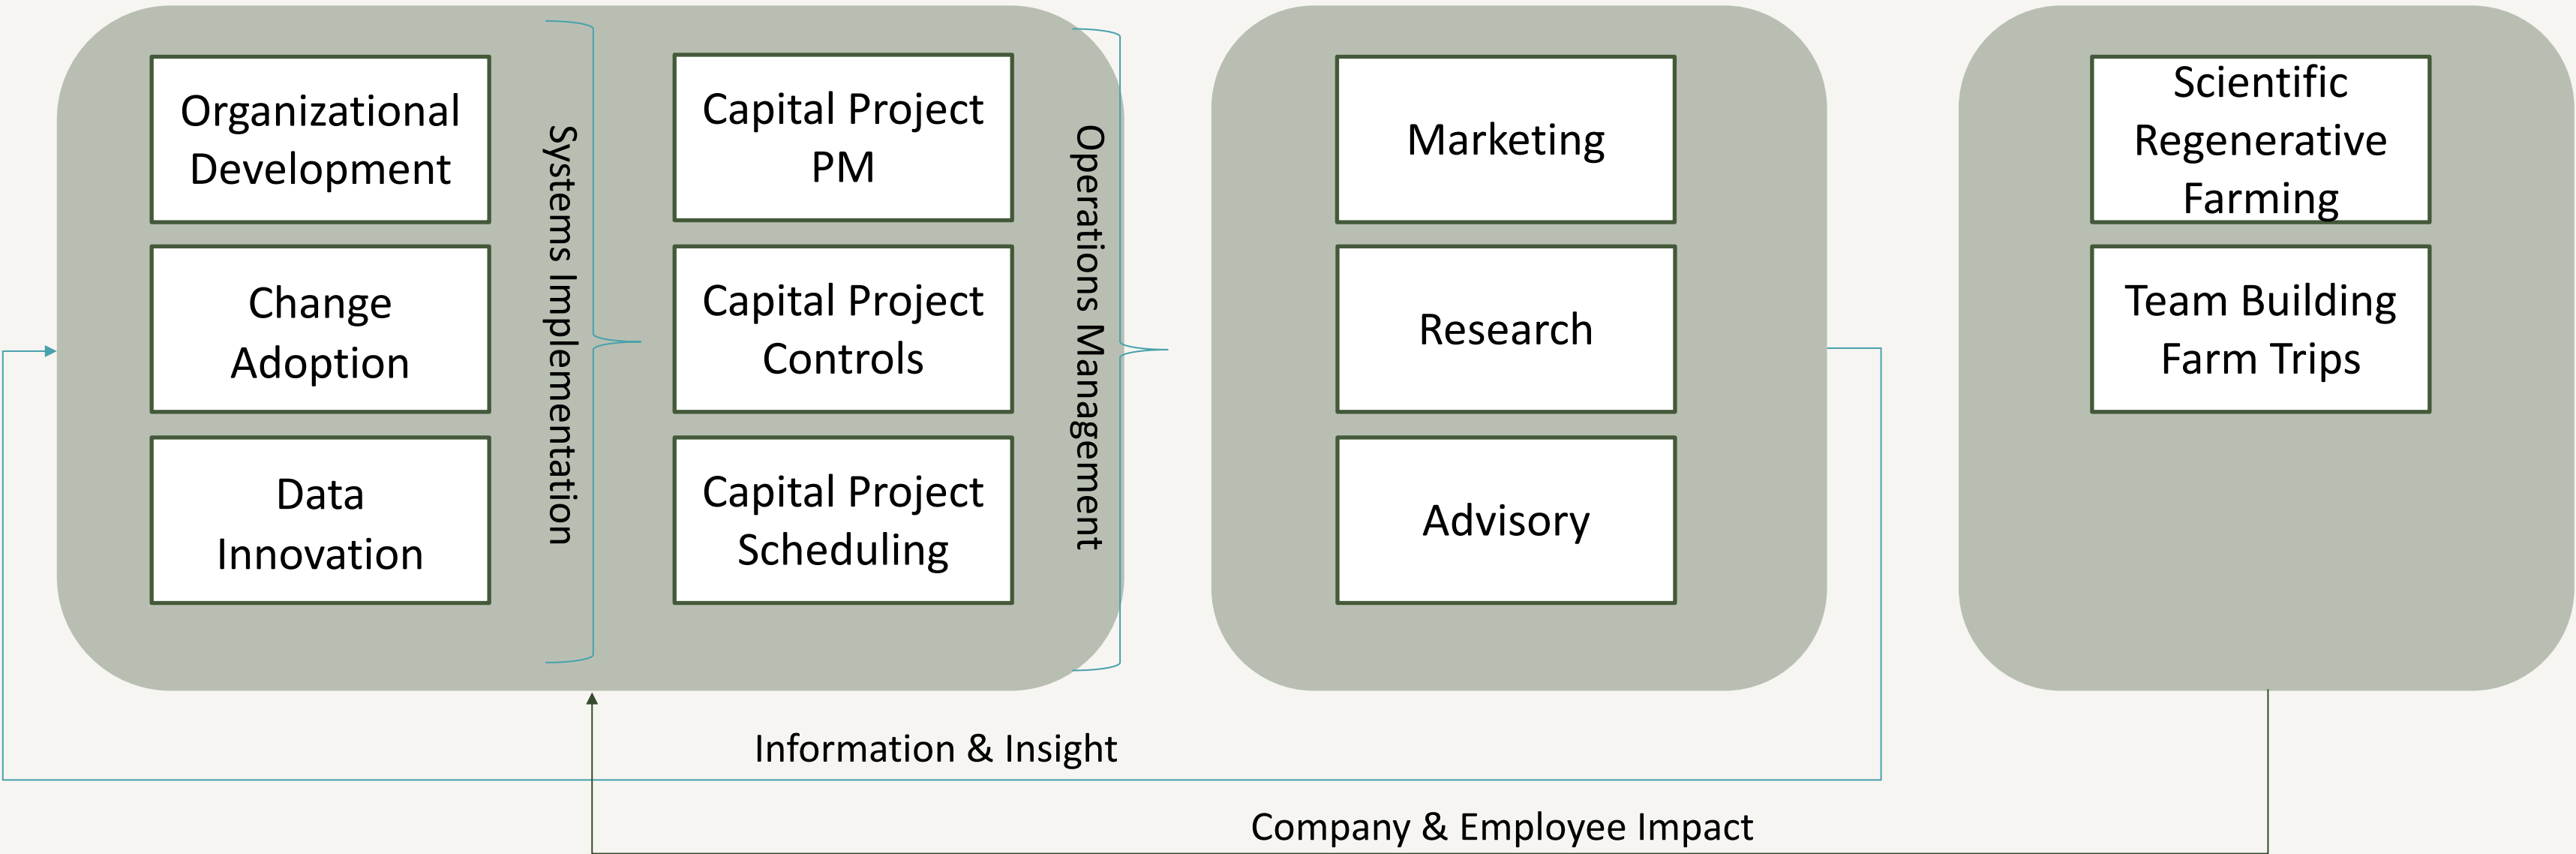 Organizational
Development
Change
Adoption
Data
Innovation
Systems Implementation
Capital Project
PM
Capital Project
Controls
Capital Project
Scheduling
Operations Management
Marketing
Research
Advisory
Scientific
Regenerative
Farming
Team Building
Farm Trips
Information & Insight
Company & Employee Impact